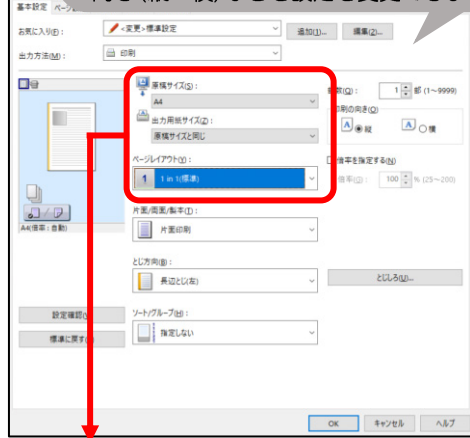 基本設定
お気に入り(F):
<変更>標準設定
追加(1)...
編集(2)...
出力方法(M):
印刷
原稿サイズ(S):
A4
出力用紙サイズ(Z):
原稿サイズと同じ
ページレイアウト(Y):
1 1 in 1(標準)
1 部 (1~9999)
印刷の向き(O)
A 縦
A 横
倍率を指定する(N)
100 % (25~200)
A4(倍率:自動)
片面/両面/製本(T):
片面印刷
とじ方向(B):
長辺とじ(左)
とじしろ(U)...
ソート/グループ(H):
指定しない
設定確認(V)
標準に戻す
OK
キャンセル
ヘルプ